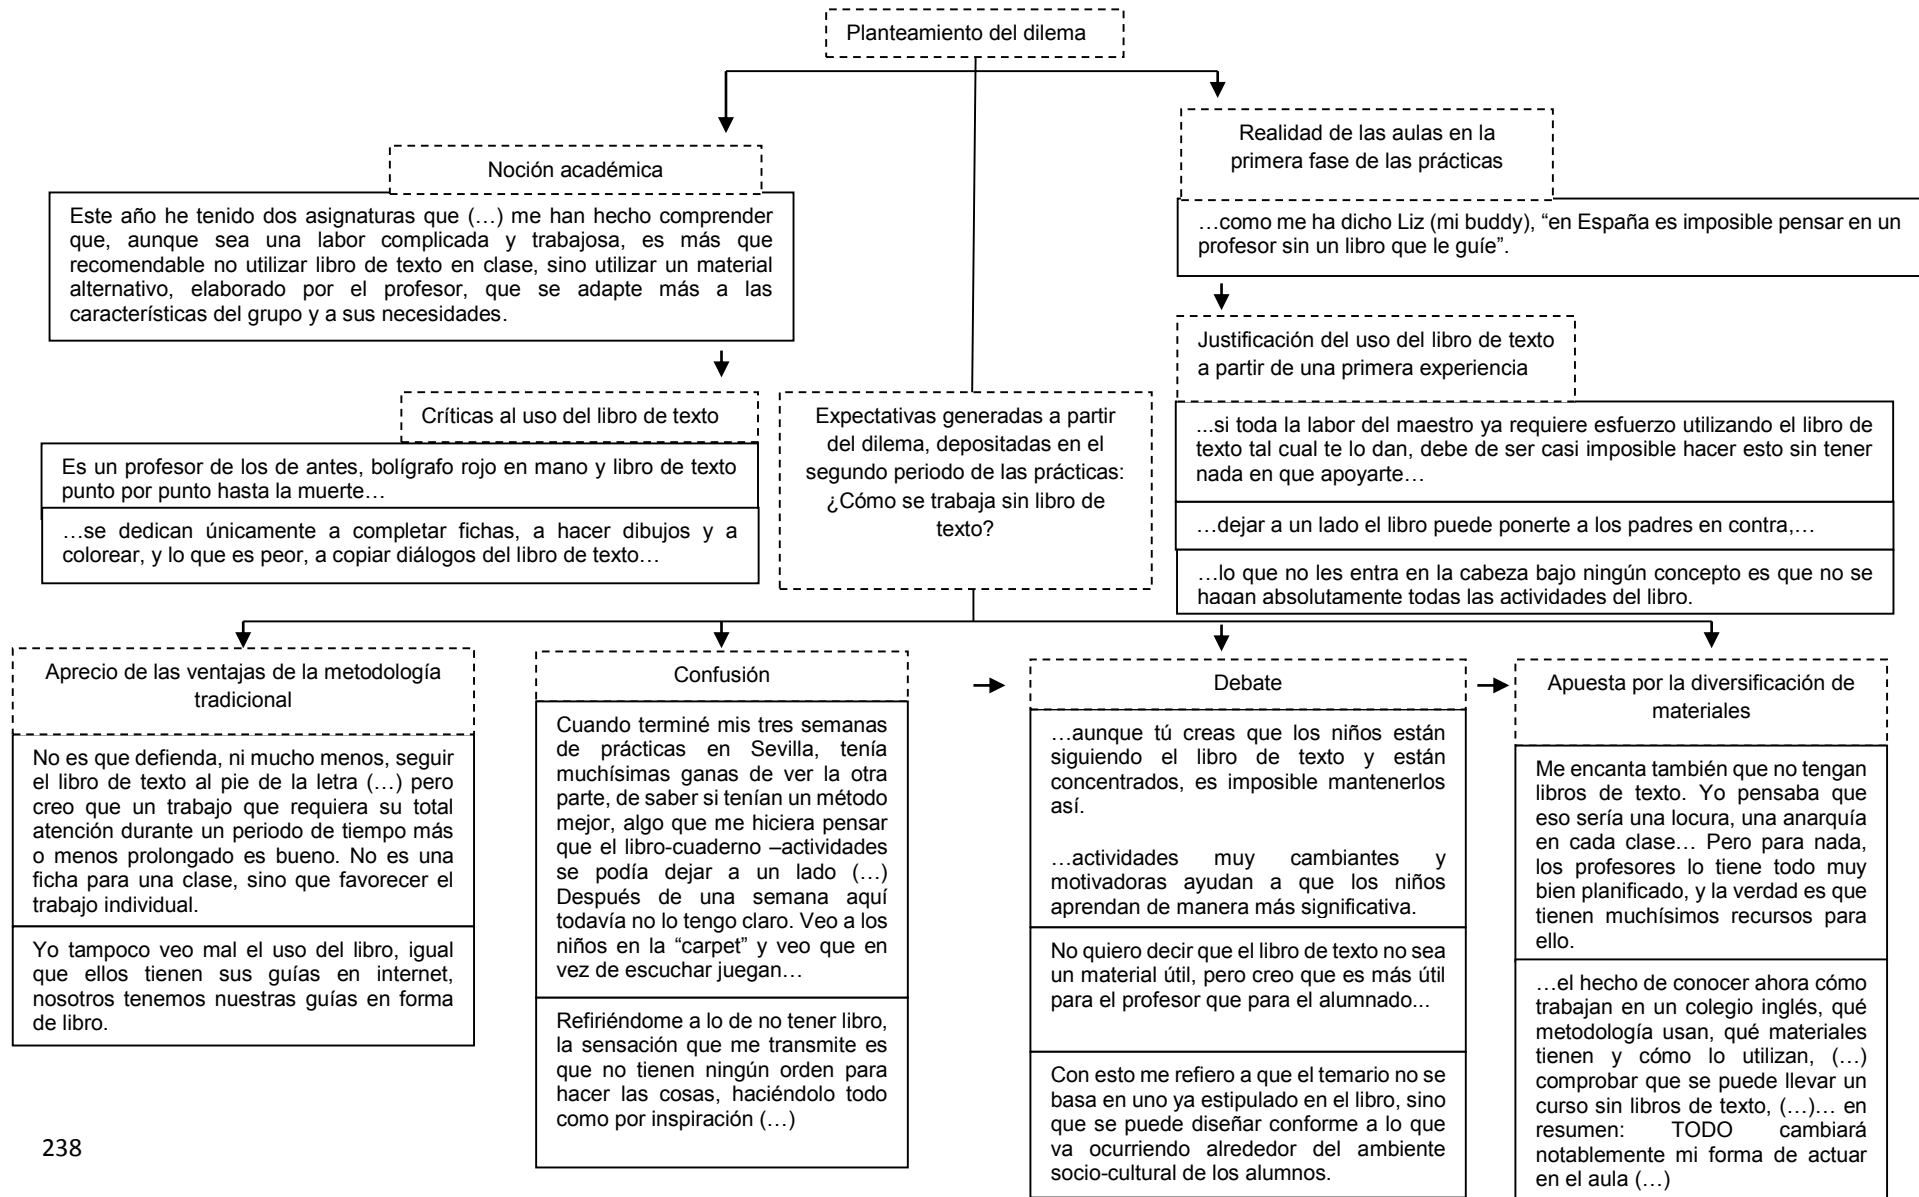 Planteamiento del dilema
Noción académica
Este año he tenido dos asignaturas que (…) me han hecho comprender
que, aunque sea una labor complicada y trabajosa, es más que
recomendable no utilizar libro de texto en clase, sino utilizar un material
alternativo, elaborado por el profesor, que se adapte más a las
características del grupo y a sus necesidades.
Realidad de las aulas en la
primera fase de las prácticas
…como me ha dicho Liz (mi buddy), “en España es imposible pensar en un
profesor sin un libro que le guíe”.
Críticas al uso del libro de texto
Es un profesor de los de antes, bolígrafo rojo en mano y libro de texto
punto por punto hasta la muerte…
…se dedican únicamente a completar fichas, a hacer dibujos y a
colorear, y lo que es peor, a copiar diálogos del libro de texto…
Expectativas generadas a partir
del dilema, depositadas en el
segundo periodo de las prácticas:
¿Cómo se trabaja sin libro de
texto?
Justificación del uso del libro de texto
a partir de una primera experiencia
...si toda la labor del maestro ya requiere esfuerzo utilizando el libro de
texto tal cual te lo dan, debe de ser casi imposible hacer esto sin tener
nada en que apoyarte…
…dejar a un lado el libro puede ponerte a los padres en contra,…
…lo que no les entra en la cabeza bajo ningún concepto es que no se
hagan absolutamente todas las actividades del libro.
Aprecio de las ventajas de la metodología
tradicional
No es que defienda, ni mucho menos, seguir
el libro de texto al pie de la letra (…) pero
creo que un trabajo que requiera su total
atención durante un periodo de tiempo más
o menos prolongado es bueno. No es una
ficha para una clase, sino que favorecer el
trabajo individual.
Yo tampoco veo mal el uso del libro, igual
que ellos tienen sus guías en internet,
nosotros tenemos nuestras guías en forma
de libro.
Confusión
Cuando terminé mis tres semanas
de prácticas en Sevilla, tenía
muchísimas ganas de ver la otra
parte, de saber si tenían un método
mejor, algo que me hiciera pensar
que el libro-cuaderno –actividades
se podía dejar a un lado (…)
Después de una semana aquí
todavía no lo tengo claro. Veo a los
niños en la “carpet” y veo que en
vez de escuchar juegan…
Refiriéndome a lo de no tener libro,
la sensación que me transmite es
que no tienen ningún orden para
hacer las cosas, haciéndolo todo
como por inspiración (…)
Debate
…aunque tú creas que los niños están
siguiendo el libro de texto y están
concentrados, es imposible mantenerlos
así.
…actividades muy cambiantes y
motivadoras ayudan a que los niños
aprendan de manera más significativa.
No quiero decir que el libro de texto no sea
un material útil, pero creo que es más útil
para el profesor que para el alumnado...
Con esto me refiero a que el temario no se
basa en uno ya estipulado en el libro, sino
que se puede diseñar conforme a lo que
va ocurriendo alrededor del ambiente
socio-cultural de los alumnos.
Apuesta por la diversificación de
materiales
Me encanta también que no tengan
libros de texto. Yo pensaba que
eso sería una locura, una anarquía
en cada clase… Pero para nada,
los profesores lo tiene todo muy
bien planificado, y la verdad es que
tienen muchísimos recursos para
ello.
…el hecho de conocer ahora cómo
trabajan en un colegio inglés, qué
metodología usan, qué materiales
tienen y cómo lo utilizan, (…)
comprobar que se puede llevar un
curso sin libros de texto, (…)… en
resumen: TODO cambiará
notablemente mi forma de actuar
en el aula (…)
238